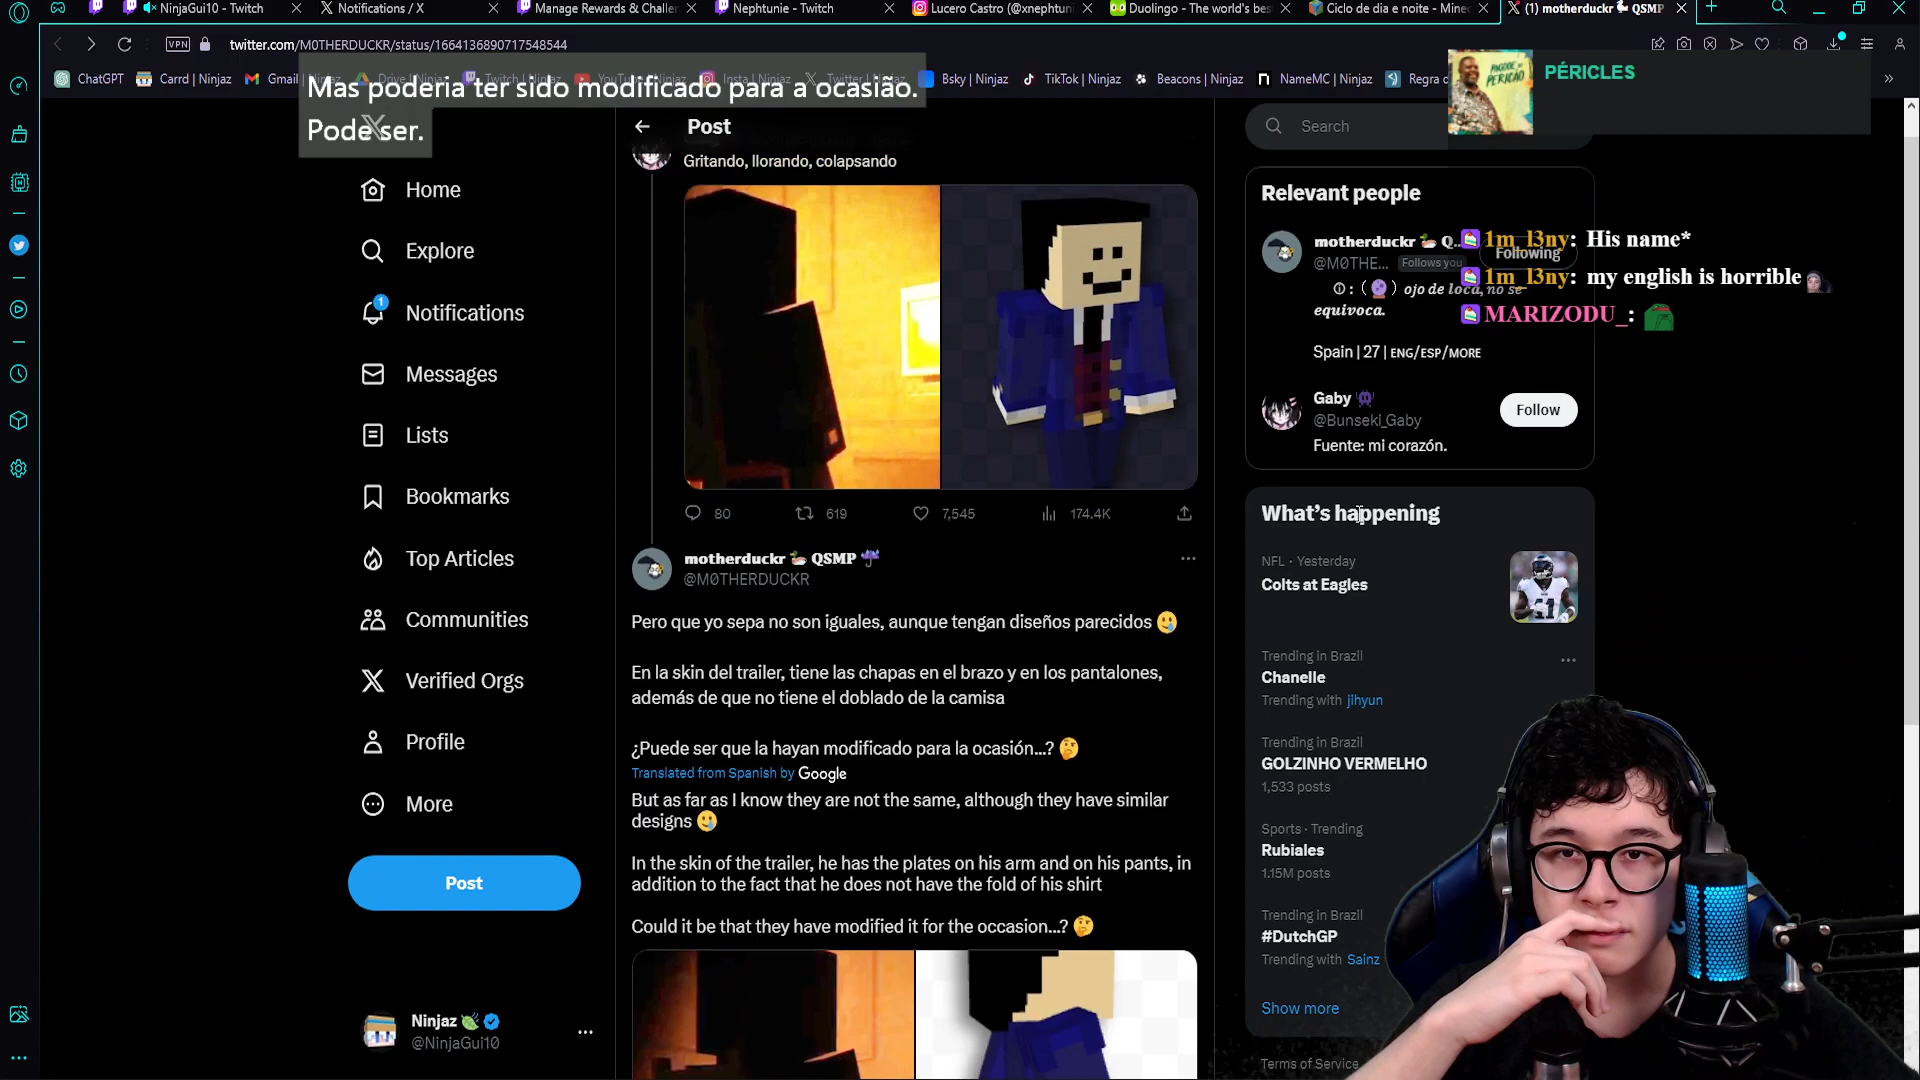 NinjaGui10 - Twitch
Notifications / X
Manage Rewards & Challer
Nephtunie - Twitch
Lucero Castro (@xnephtuni
Duolingo - The world's bes
Ciclo de dia e noite - Minec
(1) motherduckr 🦆 QSMP
VPN
twitter.com/M0THERDUCKR/status/1664136890717548544
ChatGPT
Carrd | Ninjaz
Gmail
Bsky | Ninjaz
TikTok | Ninjaz
Beacons | Ninjaz
NameMC | Ninjaz
Regra d
Mas poderia ter sido modificado para a ocasião.
Pode ser.
PÉRICLES
Home
Explore
1
Notifications
Messages
Lists
Bookmarks
Top Articles
Communities
Verified Orgs
Profile
More
Post
Ninjaz
@NinjaGui10
Post
Gritando, llorando, colapsando
80
619
7,545
174.4K
motherduckr 🦆 QSMP ☔
@M0THERDUCKR
Pero que yo sepa no son iguales, aunque tengan diseños parecidos 🥲
En la skin del trailer, tiene las chapas en el brazo y en los pantalones,
además de que no tiene el doblado de la camisa
¿Puede ser que la hayan modificado para la ocasión...? 🤔
Translated from Spanish by Google
But as far as I know they are not the same, although they have similar
designs 🥲
In the skin of the trailer, he has the plates on his arm and on his pants, in
addition to the fact that he does not have the fold of his shirt
Could it be that they have modified it for the occasion...? 🤔
Search
Relevant people
motherduckr 🦆 Q...
@M0THE... Follows you
Following
ojo de loca, no se
equivoca.
Spain | 27 | ENG/ESP/MORE
Gaby
@Bunseki_Gaby
Follow
Fuente: mi corazón.
1m_l3ny: His name*
1m_l3ny: my english is horrible
MARIZODU_:
What's happening
NFL · Yesterday
Colts at Eagles
Trending in Brazil
Chanelle
Trending with jihyun
Trending in Brazil
GOLZINHO VERMELHO
1,533 posts
Sports · Trending
Rubiales
1.15M posts
Trending in Brazil
#DutchGP
Trending with Sainz
Show more
Terms of Service